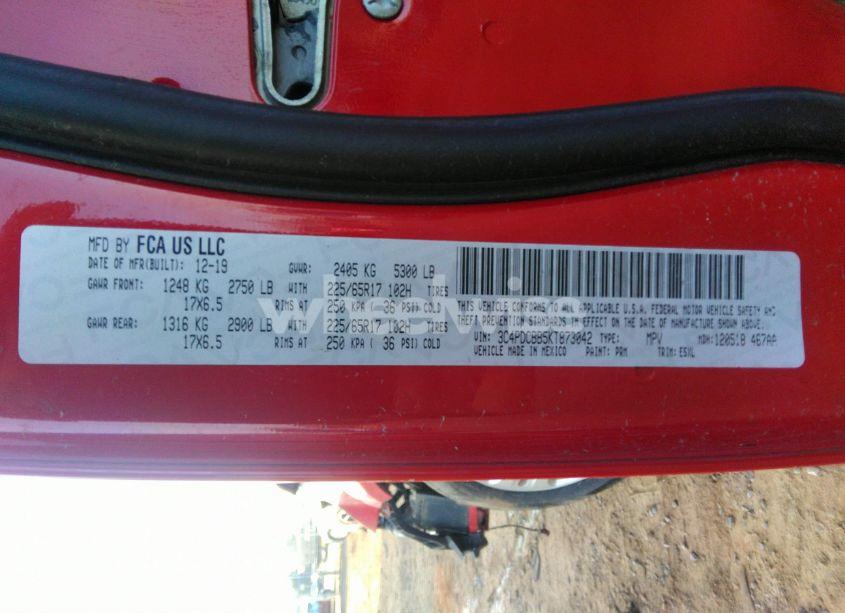 MFD BY FCA US LLC
DATE OF MFR(BUILT): 12-19 GVWR: 2405 KG 5300 LB
GAWR FRONT: 1248 KG 2750 LB WITH 225/65R17 102H TIRES
17X6.5 RIMS AT 250 KPA ( 36 PSI) COLD
GAWR REAR: 1316 KG 2900 LB WITH 225/65R17 102H TIRES
17X6.5 RIMS AT 250 KPA ( 36 PSI) COLD
THIS VEHICLE CONFORMS TO ALL APPLICABLE U.S.A. FEDERAL MOTOR VEHICLE SAFETY AND
THEFT PREVENTION STANDARDS IN EFFECT ON THE DATE OF MANUFACTURE SHOWN ABOVE.
VIN: 3C4PDCBB5KT873042 TYPE: MPV MDH: 12051B 467AA
VEHICLE MADE IN MEXICO PAINT: PRM TRIM: ESXL